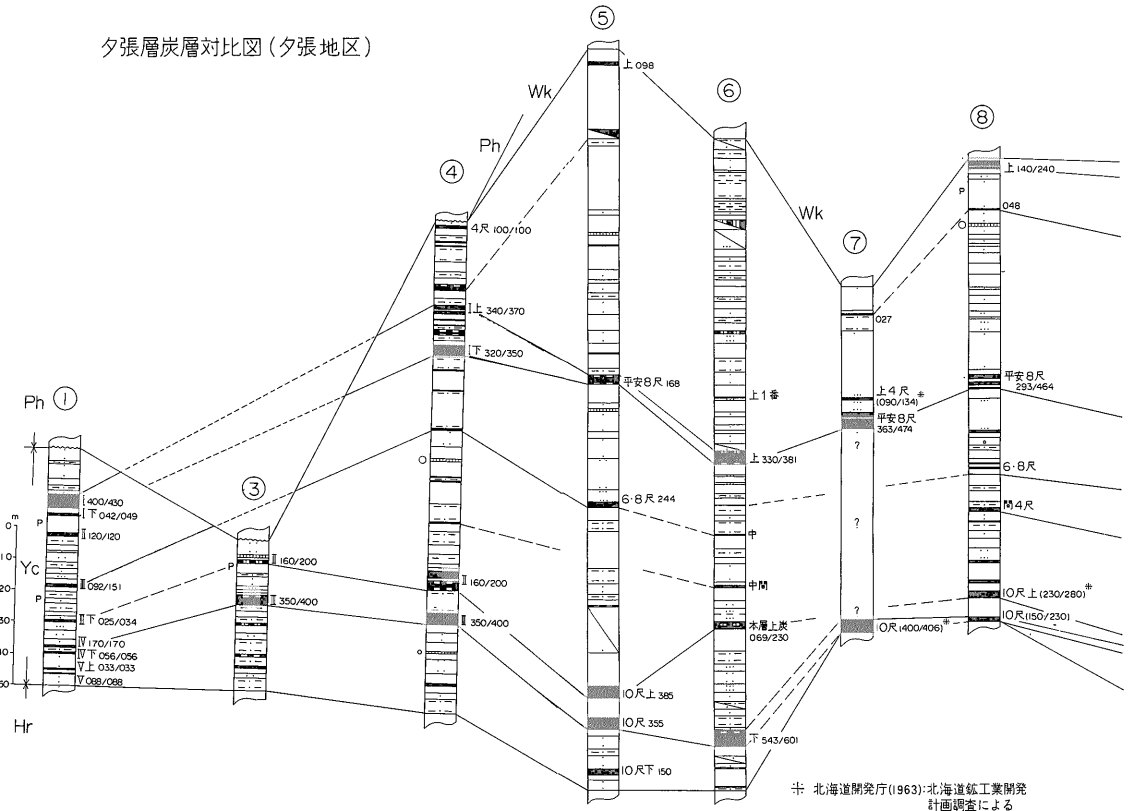 夕張層炭層対比図(夕張地区)
①
Ph
m
0
10
20
30
40
50
Yc
Hr
P
P
I 400/430
I下 042/049
II 120/120
III 092/151
IV 170/170
IV下 056/056
V上 033/033
V 088/088
③
P
II 160/200
350/400
④
Ph
Wk
4尺 100/100
I上 340/370
I下 320/350
II 160/200
350/400
⑤
上 098
平安8尺 168
6・8尺 244
10尺上 385
10尺 355
10尺下 150
⑥
Wk
上1番
上 330/381
中
中間
本層上炭
069/230
下 543/601
⑦
027
上4尺
(090/134)※
平安8尺
363/474
?
?
?
10尺(400/406)※
⑧
上 140/240
P
048
平安8尺
293/464
6・8尺
間4尺
10尺上(230/280)※
10尺(150/230)
※ 北海道開発庁(1963):北海道鉱工業開発
計画調査による